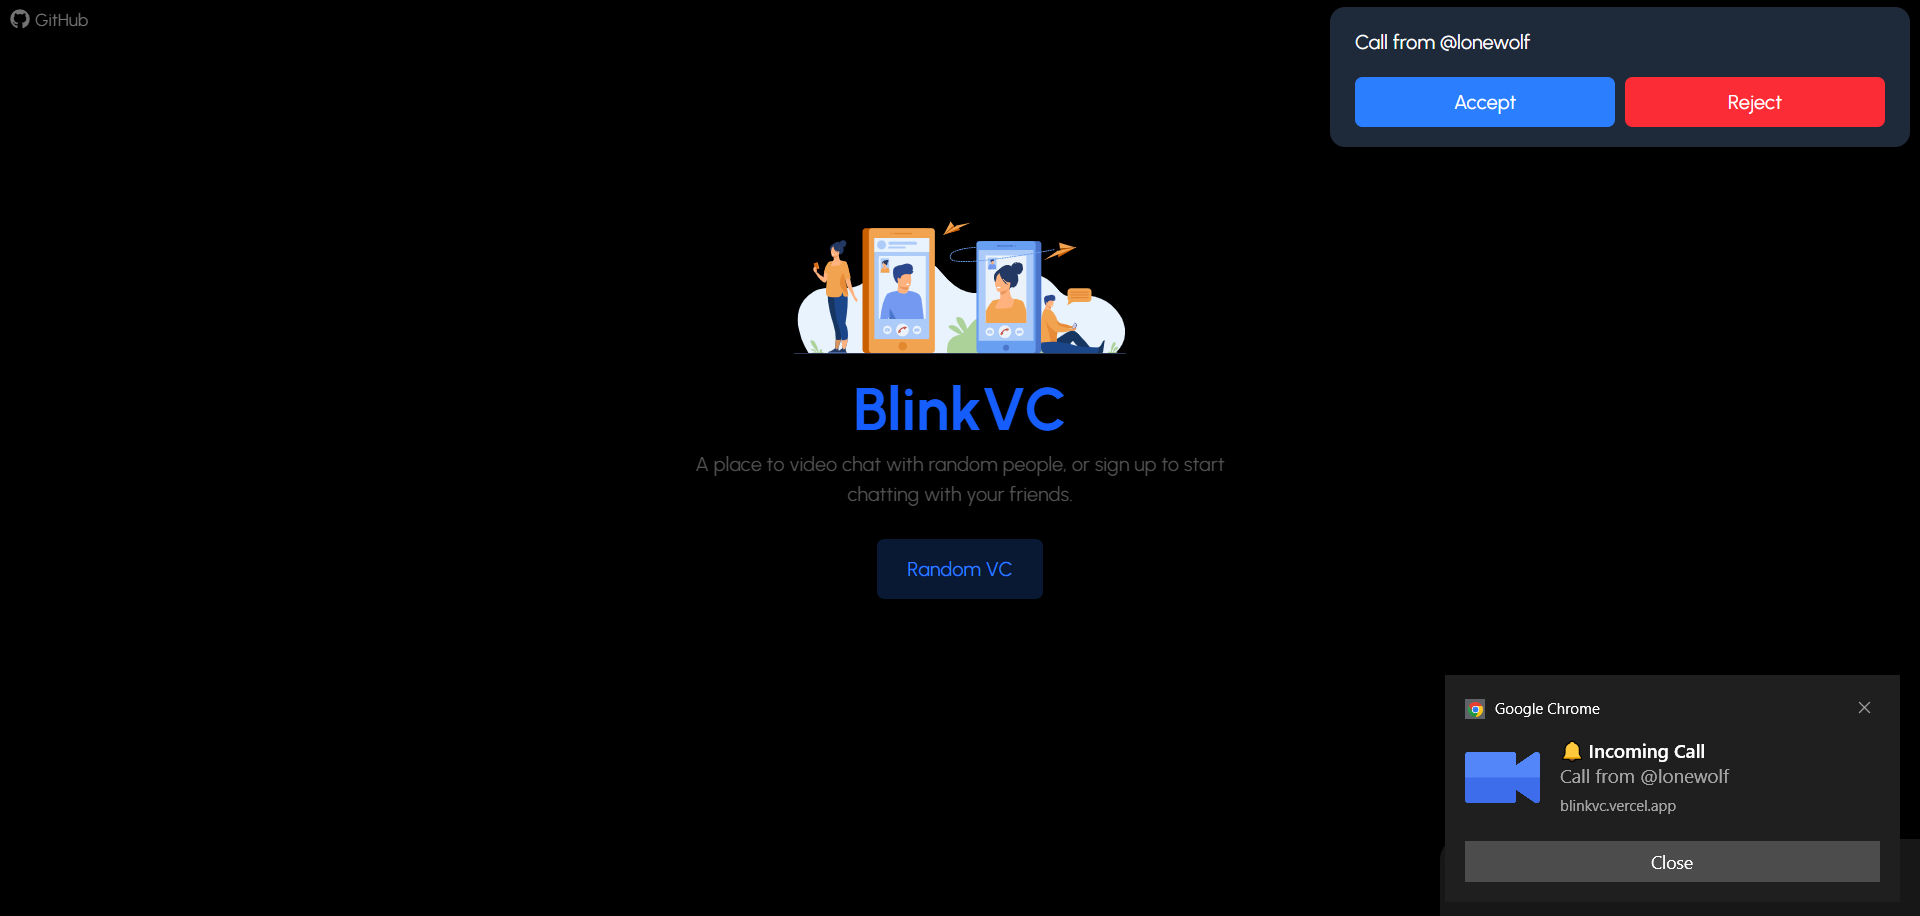 GitHub
Call from @lonewolf
Accept
Reject
BlinkVC
A place to video chat with random people, or sign up to start
chatting with your friends.
Random VC
Google Chrome
🔔 Incoming Call
Call from @lonewolf
blinkvc.vercel.app
Close